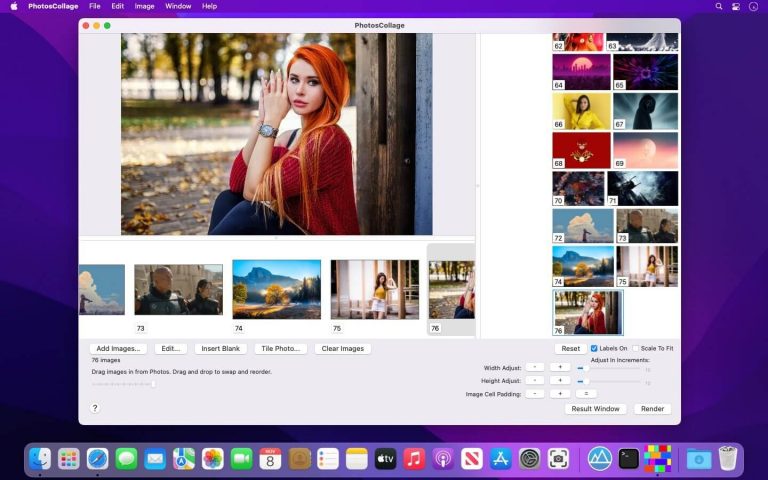 PhotosCollage File Edit Image Window Help
PhotosCollage
62 63
64 65
66 67
68 69
70 71
72 73
74 75
76
73 74 75 76
Add Images... Edit... Insert Blank Tile Photo... Clear Images
Reset Labels On Scale To Fit
76 images
Adjust In Increments:
Drag images in from Photos. Drag and drop to swap and reorder.
Width Adjust: - + 10
Height Adjust: - + 10
Image Cell Padding: - + =
?
Result Window Render
NOV
8
tv